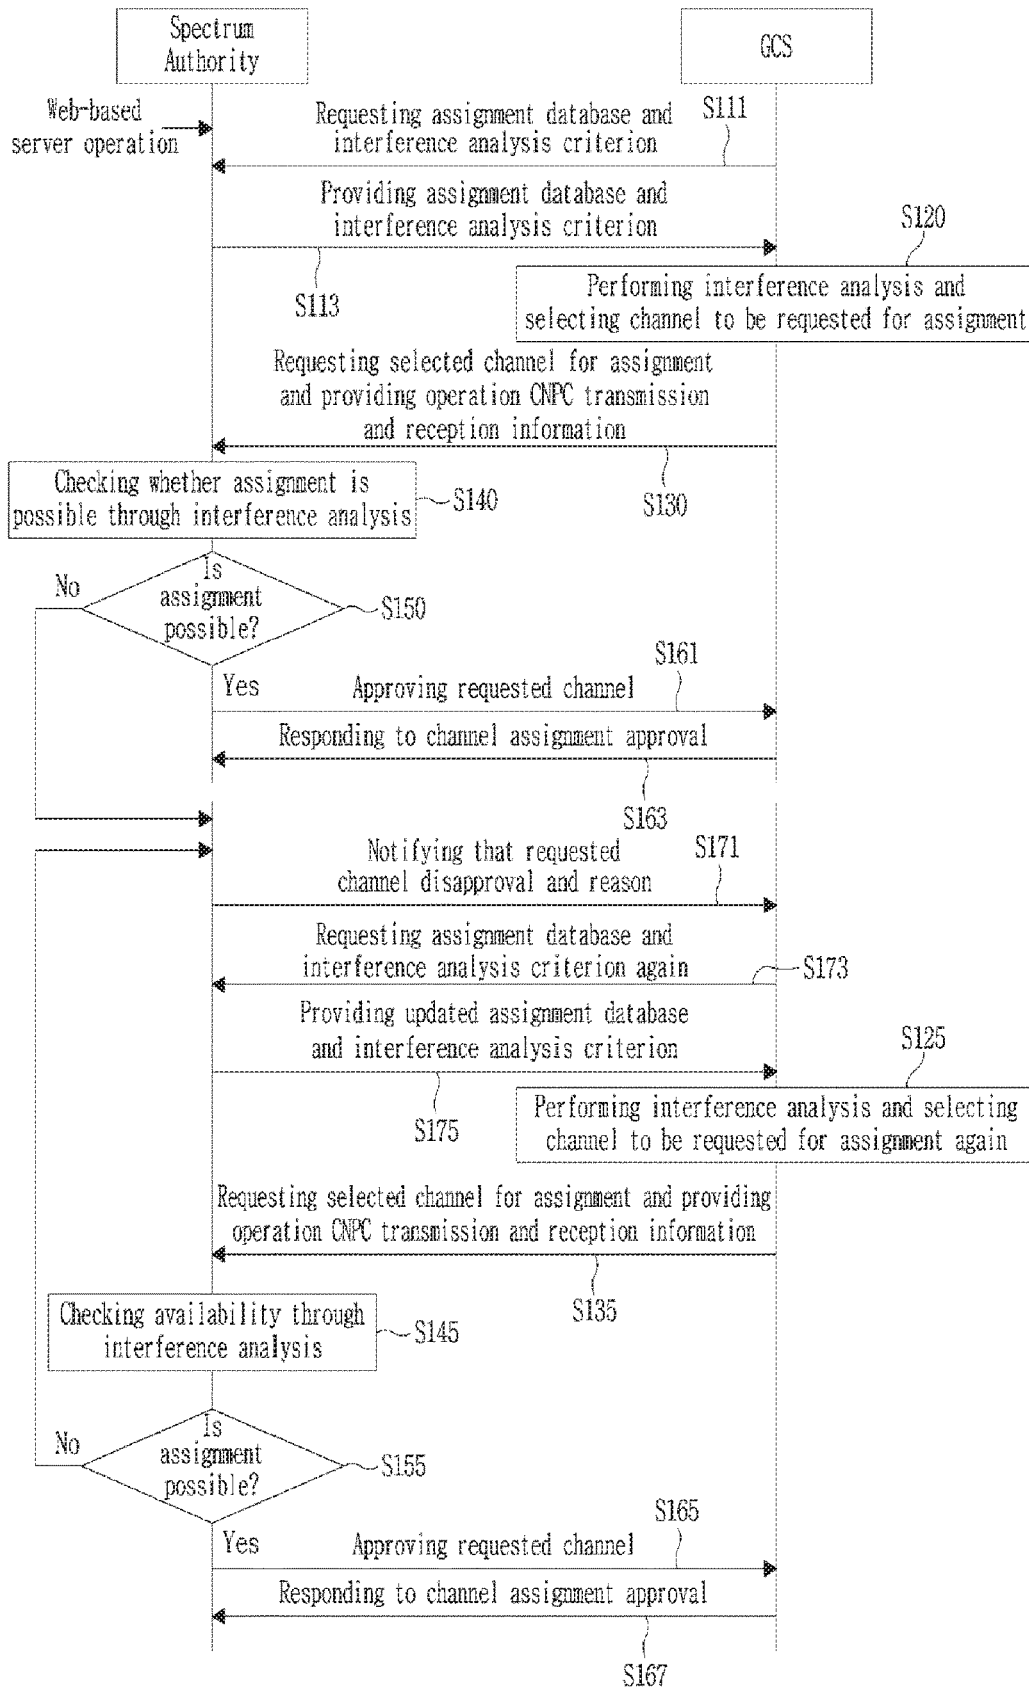 Spectrum
Authority
GCS
Web-based
server operation
Requesting assignment database and
interference analysis criterion
S111
Providing assignment database and
interference analysis criterion
S113
S120
Performing interference analysis and
selecting channel to be requested for assignment
Requesting selected channel for assignment
and providing operation CNPC transmission
and reception information
S130
Checking whether assignment is
possible through interference analysis
S140
Is
assignment
possible?
No
S150
Yes
Approving requested channel
S161
Responding to channel assignment approval
S163
Notifying that requested
channel disapproval and reason
S171
Requesting assignment database and
interference analysis criterion again
S173
Providing updated assignment database
and interference analysis criterion
S175
S125
Performing interference analysis and selecting
channel to be requested for assignment again
Requesting selected channel for assignment and providing
operation CNPC transmission and reception information
S135
Checking availability through
interference analysis
S145
Is
assignment
possible?
No
S155
Yes
Approving requested channel
S165
Responding to channel assignment approval
S167